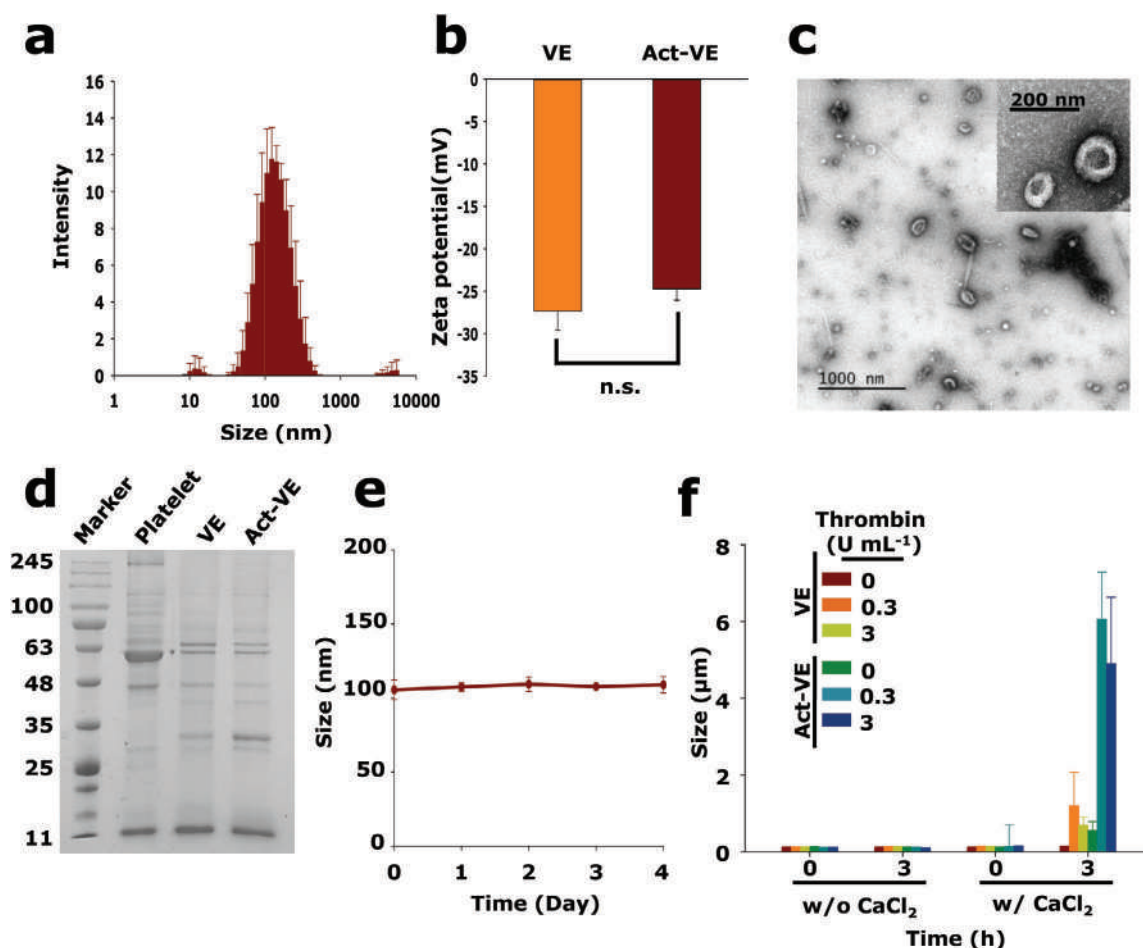 a
16
14
12
10
8
6
4
2
0
Intensity
1 10 100 1000 10000
Size (nm)
b
VE Act-VE
0
-5
-10
-15
-20
-25
-30
-35
Zeta potential(mV)
n.s.
c
200 nm
1000 nm
d
Marker Platelet VE Act-VE
245
100
63
48
35
25
11
e
200
150
100
50
0
Size (nm)
0 1 2 3 4
Time (Day)
f
Thrombin
(U mL⁻¹)
VE
0
0.3
3
Act-VE
0
0.3
3
8
6
4
2
0
Size (µm)
0 3 0 3
w/o CaCl₂ w/ CaCl₂
Time (h)